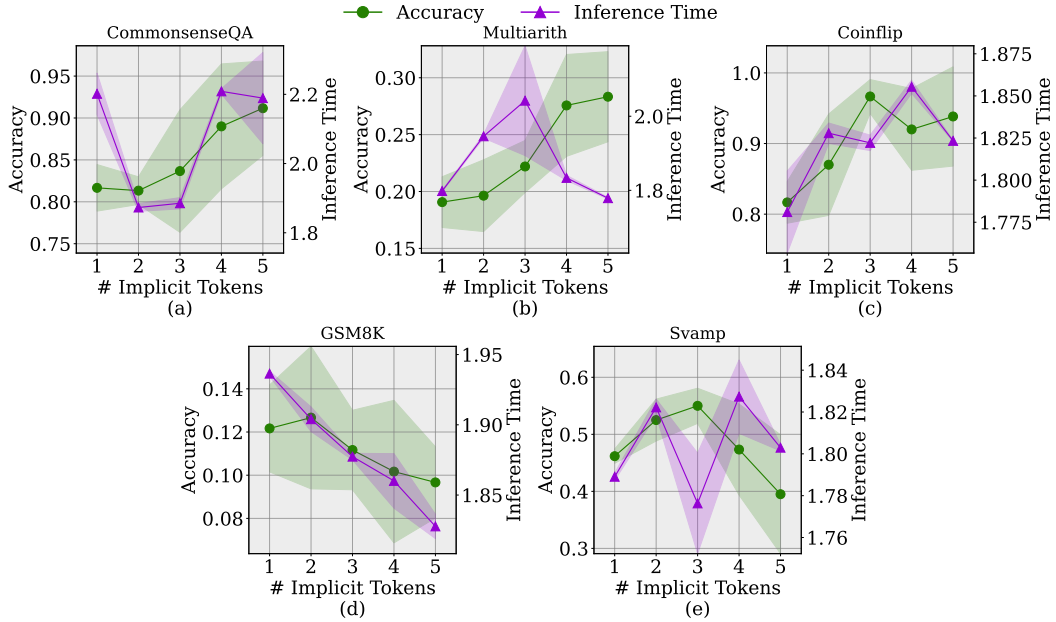 Accuracy Inference Time
CommonsenseQA
Accuracy
0.95
0.90
0.85
0.80
0.75
2.2
2.0
1.8
Inference Time
1 2 3 4 5
# Implicit Tokens
(a)
Multiarith
Accuracy
0.30
0.25
0.20
0.15
2.0
1.8
Inference Time
1 2 3 4 5
# Implicit Tokens
(b)
Coinflip
Accuracy
1.0
0.9
0.8
1.875
1.850
1.825
1.800
1.775
Inference Time
1 2 3 4 5
# Implicit Tokens
(c)
GSM8K
Accuracy
0.14
0.12
0.10
0.08
1.95
1.90
1.85
Inference Time
1 2 3 4 5
# Implicit Tokens
(d)
Svamp
Accuracy
0.6
0.5
0.4
0.3
1.84
1.82
1.80
1.78
1.76
Inference Time
1 2 3 4 5
# Implicit Tokens
(e)